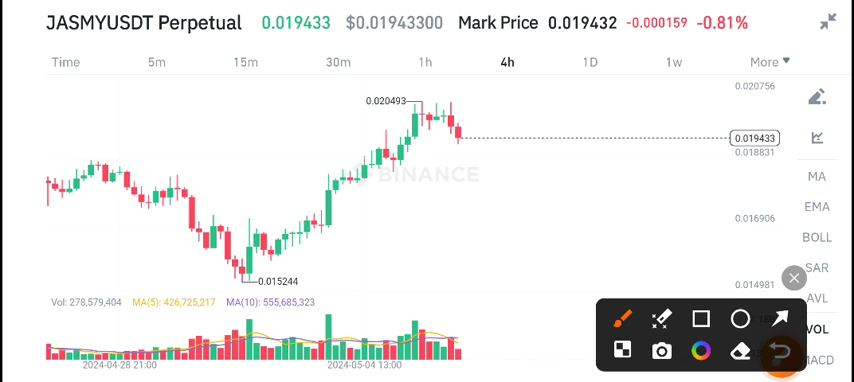 JASMYUSDT Perpetual 0.019433 $0.01943300 Mark Price 0.019432 -0.000159 -0.81%
Time 5m 15m 30m 1h 4h 1D 1w More
0.020756
0.020493
0.019433
0.018831
BINANCE
MA
EMA
0.016906
BOLL
SAR
0.015244
0.014981
AVL
Vol: 278,579,404 MA(5): 426,725,217 MA(10): 555,685,323
VOL
MACD
2024-04-28 21:00 2024-05-04 13:00